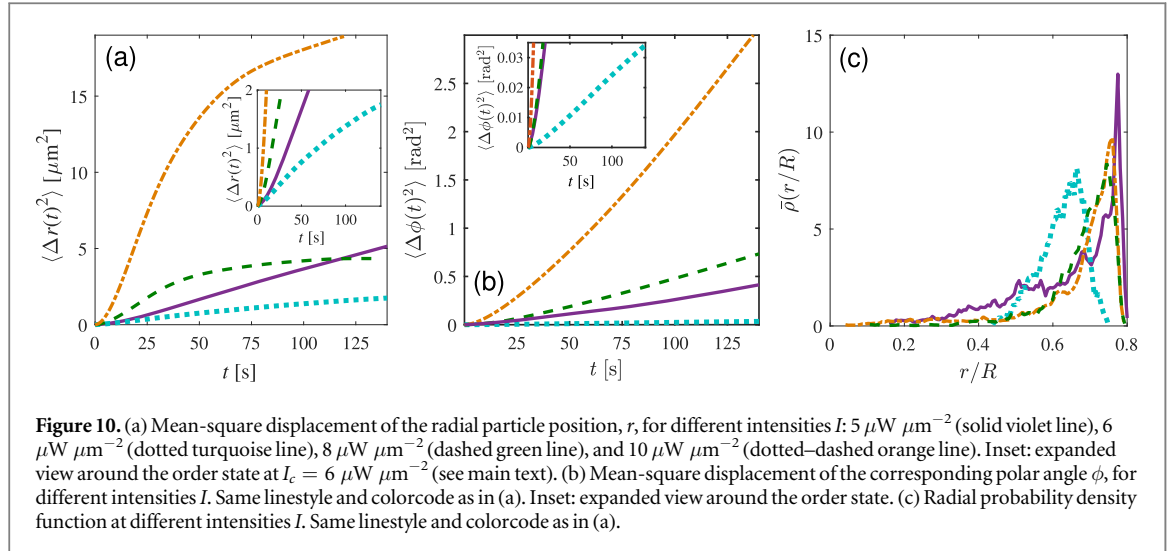 (a)
⟨Δr(t)²⟩ [μm²]
20
15
10
5
0
0 25 50 75 100 125
t [s]
⟨Δr(t)²⟩ [μm²]
2
1
0
0 50 100
t [s]
⟨Δϕ(t)²⟩ [rad²]
2.5
2
1.5
1
0.5
0
0 25 50 75 100 125
t [s]
(b)
⟨Δϕ(t)²⟩ [rad²]
0.03
0.02
0.01
0
50 100
t [s]
(c)
ρ̄(r/R)
15
10
5
0
0 0.2 0.4 0.6 0.8
r/R
Figure 10. (a) Mean-square displacement of the radial particle position, r, for different intensities I: 5 μW μm⁻² (solid violet line), 6
μW μm⁻² (dotted turquoise line), 8 μW μm⁻² (dashed green line), and 10 μW μm⁻² (dotted–dashed orange line). Inset: expanded
view around the order state at I꜀ = 6 μW μm⁻² (see main text). (b) Mean-square displacement of the corresponding polar angle ϕ, for
different intensities I. Same linestyle and colorcode as in (a). Inset: expanded view around the order state. (c) Radial probability density
function at different intensities I. Same linestyle and colorcode as in (a).